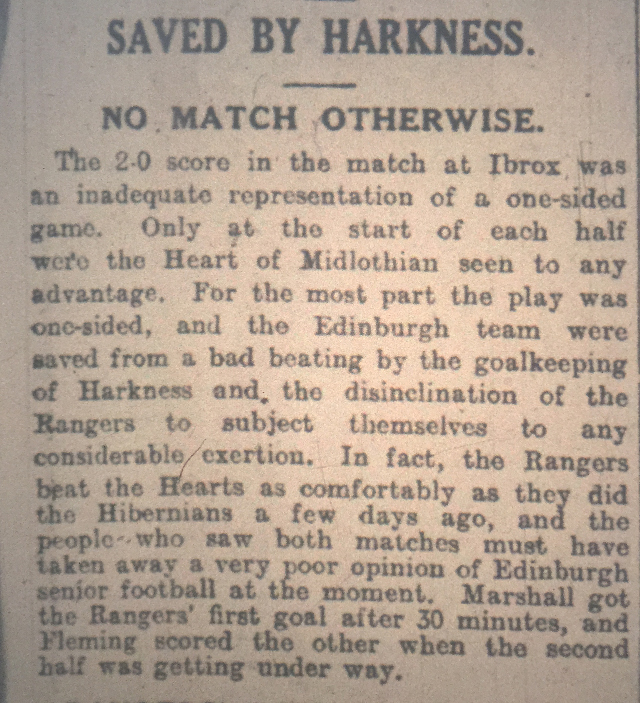 SAVED BY HARKNESS.
NO MATCH OTHERWISE.
The 2-0 score in the match at Ibrox was
an inadequate representation of a one-sided
game. Only at the start of each half
were the Heart of Midlothian seen to any
advantage. For the most part the play was
one-sided, and the Edinburgh team were
saved from a bad beating by the goalkeeping
of Harkness and the disinclination of the
Rangers to subject themselves to any
considerable exertion. In fact, the Rangers
beat the Hearts as comfortably as they did
the Hibernians a few days ago, and the
people who saw both matches must have
taken away a very poor opinion of Edinburgh
senior football at the moment. Marshall got
the Rangers' first goal after 30 minutes, and
Fleming scored the other when the second
half was getting under way.